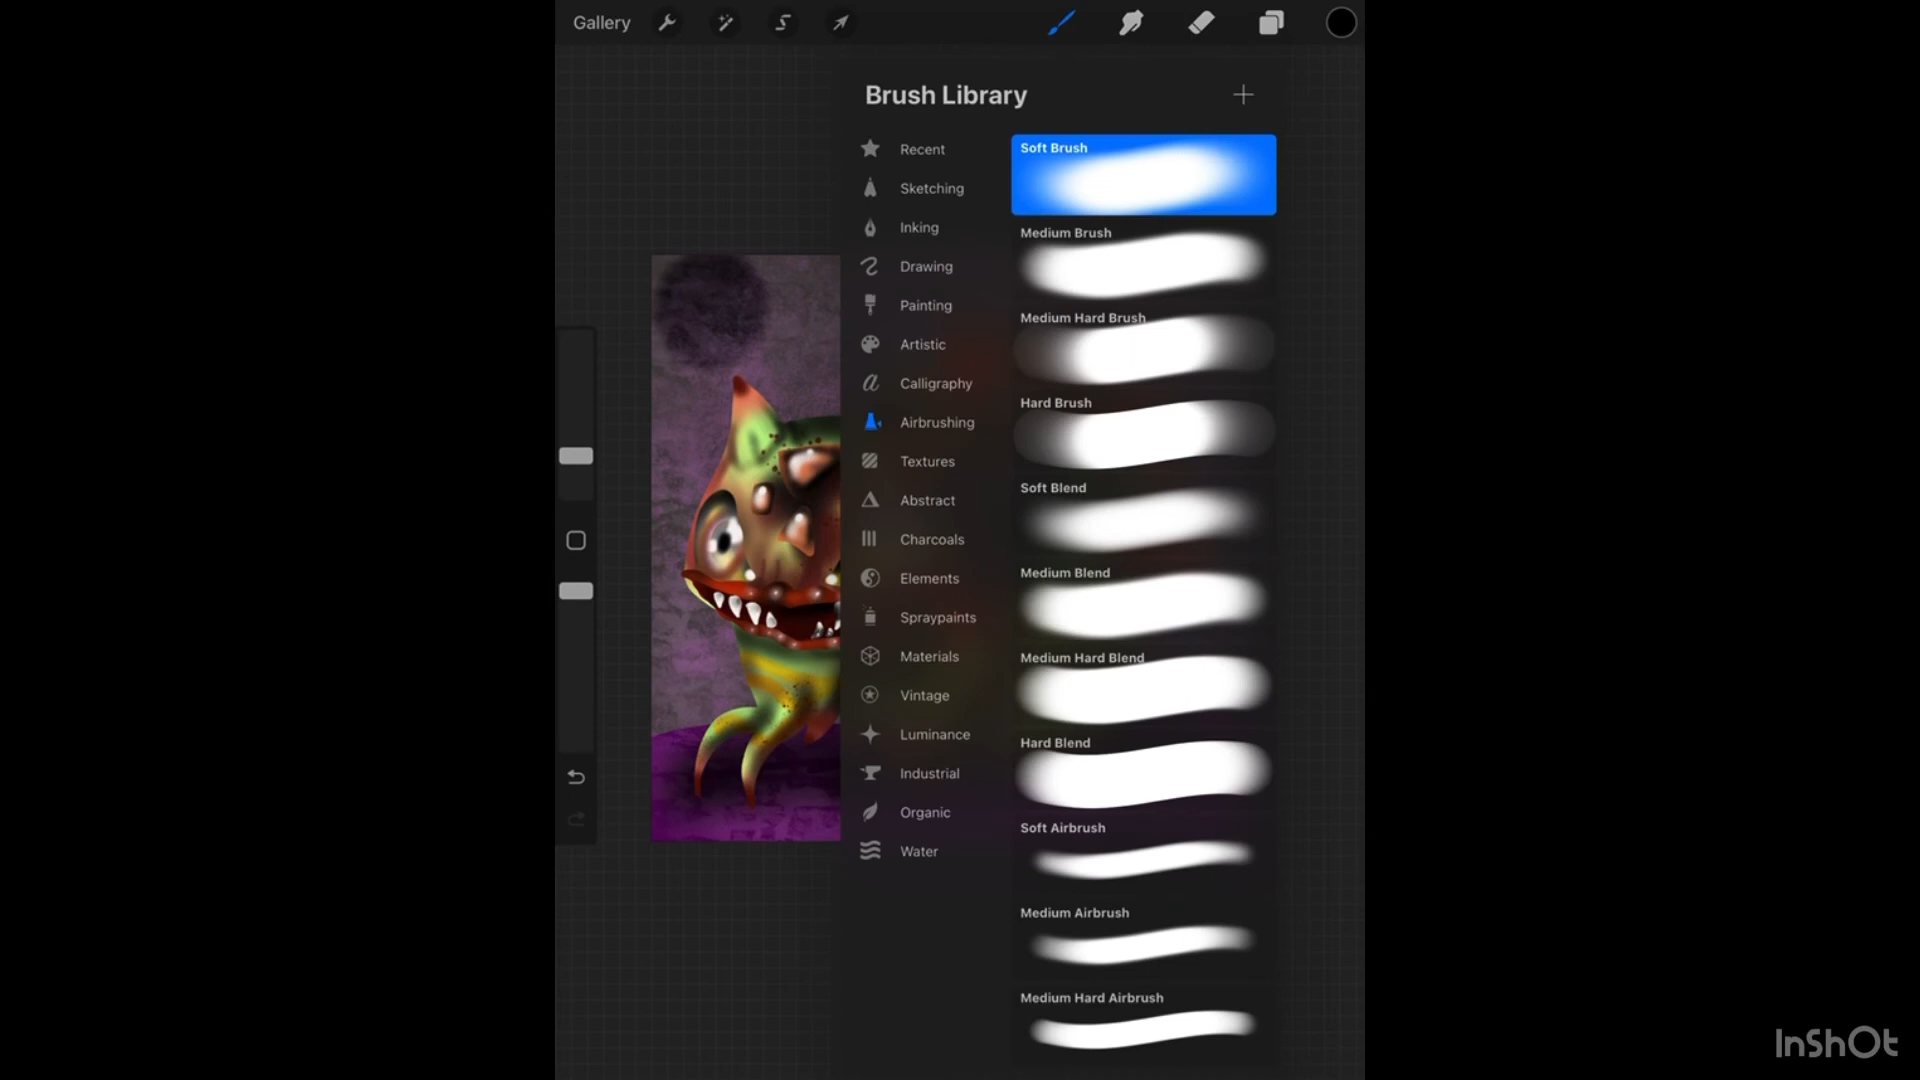 Gallery
Brush Library
Recent
Sketching
Inking
Drawing
Painting
Artistic
Calligraphy
Airbrushing
Textures
Abstract
Charcoals
Elements
Spraypaints
Materials
Vintage
Luminance
Industrial
Organic
Water
Soft Brush
Medium Brush
Medium Hard Brush
Hard Brush
Soft Blend
Medium Blend
Medium Hard Blend
Hard Blend
Soft Airbrush
Medium Airbrush
Medium Hard Airbrush
InShOt